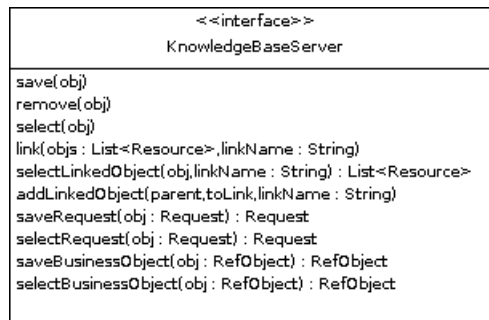 <<interface>>
KnowledgeBaseServer
save(obj)
remove(obj)
select(obj)
link(objs : List<Resource>,linkName : String)
selectLinkedObject(obj,linkName : String) : List<Resource>
addLinkedObject(parent,toLink,linkName : String)
saveRequest(obj : Request) : Request
selectRequest(obj : Request) : Request
saveBusinessObject(obj : RefObject) : RefObject
selectBusinessObject(obj : RefObject) : RefObject